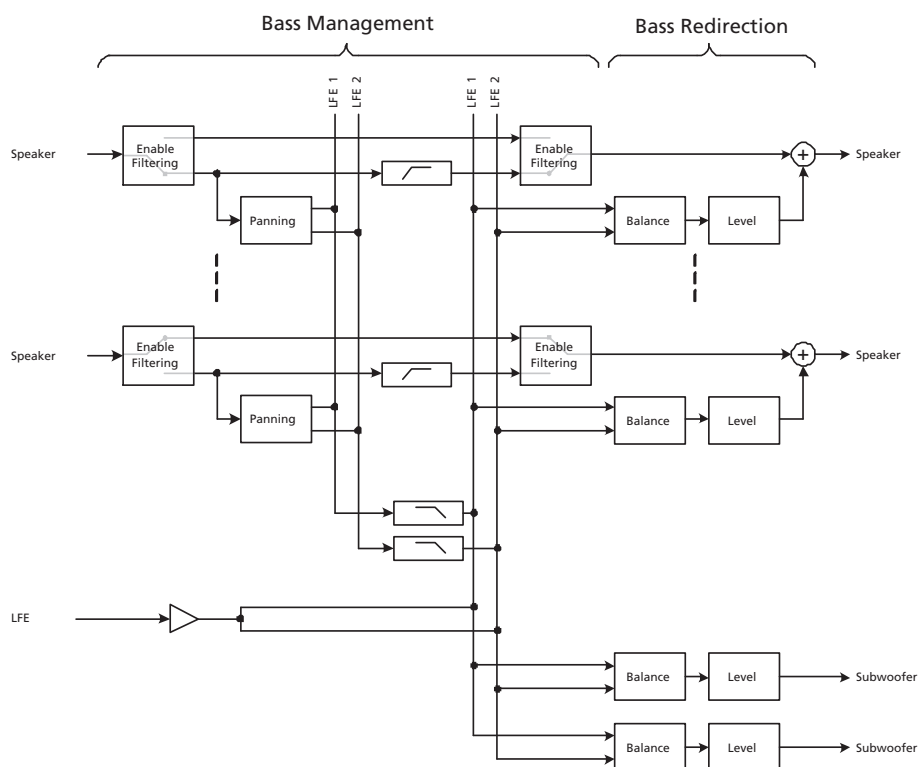 Bass Management
Bass Redirection
LFE 1
LFE 2
LFE 1
LFE 2
Speaker
Enable
Filtering
Enable
Filtering
Speaker
Panning
Balance
Level
Speaker
Enable
Filtering
Enable
Filtering
Speaker
Panning
Balance
Level
LFE
Balance
Level
Subwoofer
Balance
Level
Subwoofer